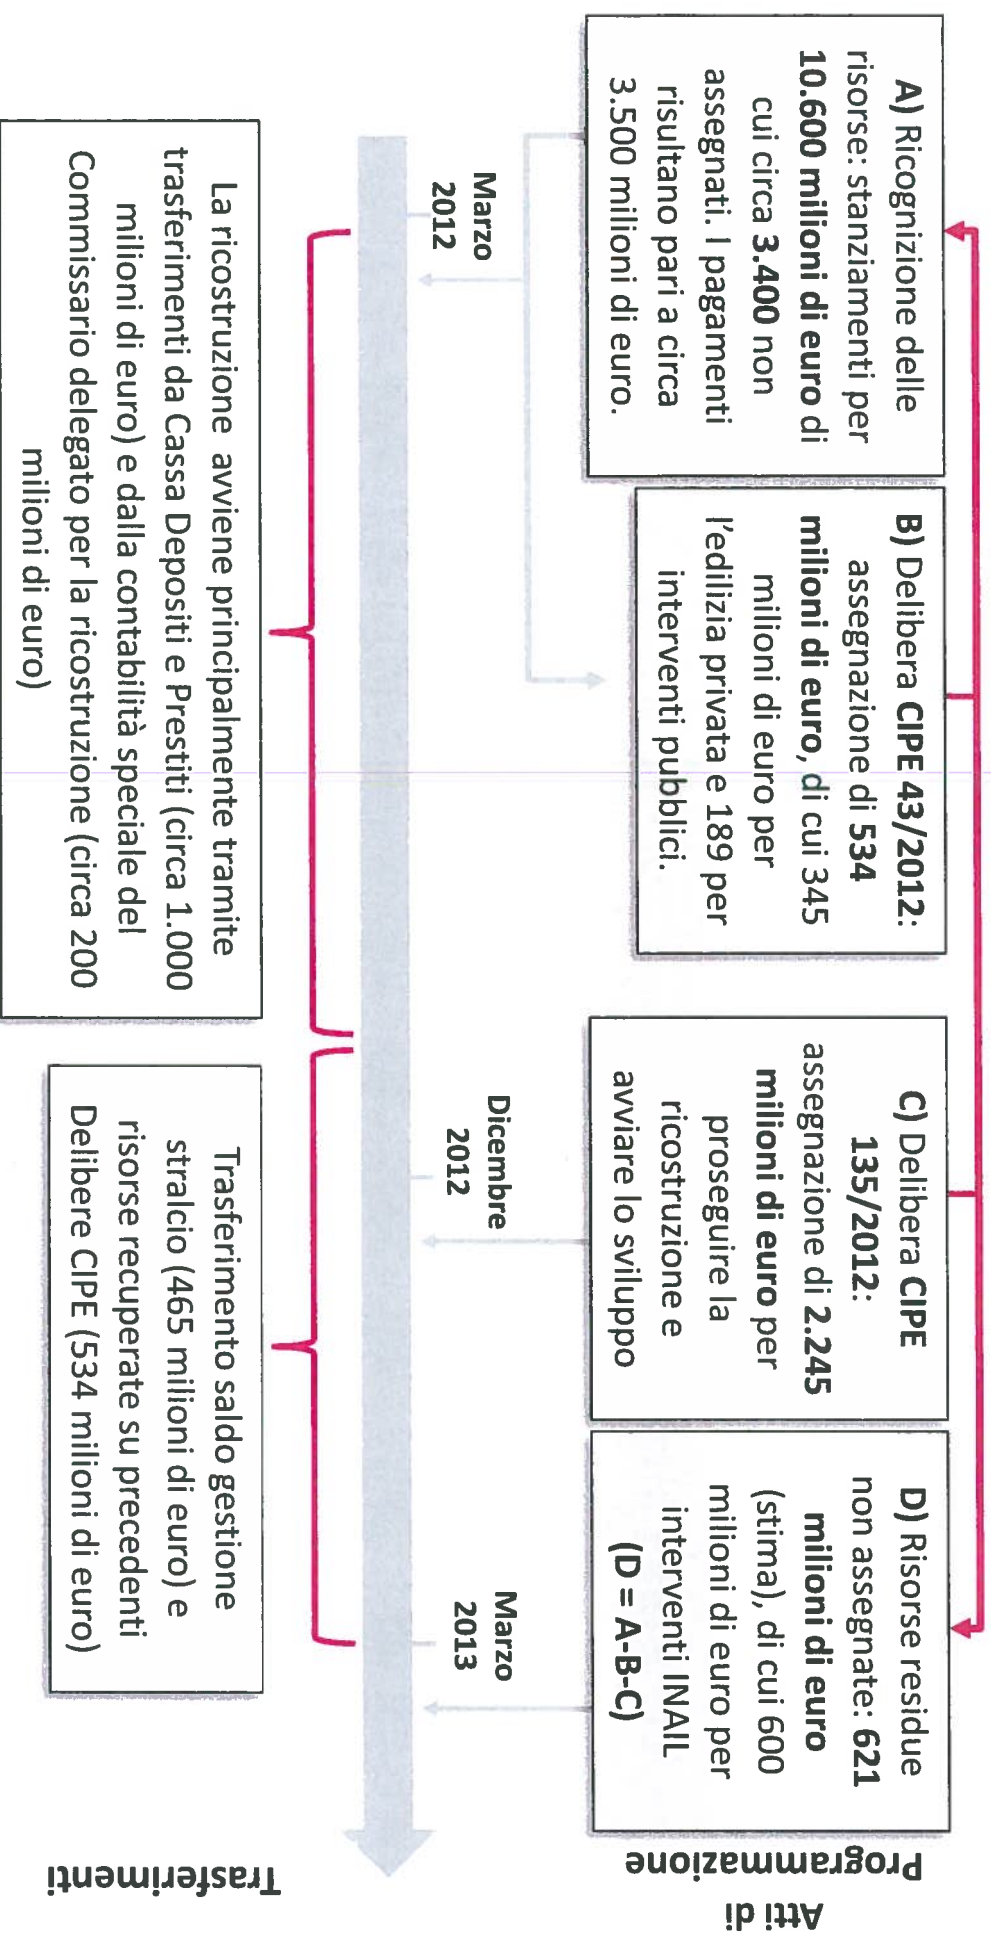 Atti di
Programmazione
A) Ricognizione delle
risorse: stanziamenti per
10.600 milioni di euro di
cui circa 3.400 non
assegnati. I pagamenti
risultano pari a circa
3.500 milioni di euro.
B) Delibera CIPE 43/2012:
assegnazione di 534
milioni di euro, di cui 345
milioni di euro per
l'edilizia privata e 189 per
interventi pubblici.
C) Delibera CIPE
135/2012:
assegnazione di 2.245
milioni di euro per
proseguire la
ricostruzione e
avviare lo sviluppo
D) Risorse residue
non assegnate: 621
milioni di euro
(stima), di cui 600
milioni di euro per
interventi INAIL
(D = A-B-C)
Marzo
2012
Dicembre
2012
Marzo
2013
Trasferimenti
La ricostruzione avviene principalmente tramite
trasferimenti da Cassa Depositi e Prestiti (circa 1.000
milioni di euro) e dalla contabilità speciale del
Commissario delegato per la ricostruzione (circa 200
milioni di euro)
Trasferimento saldo gestione
stralcio (465 milioni di euro) e
risorse recuperate su precedenti
Delibere CIPE (534 milioni di euro)